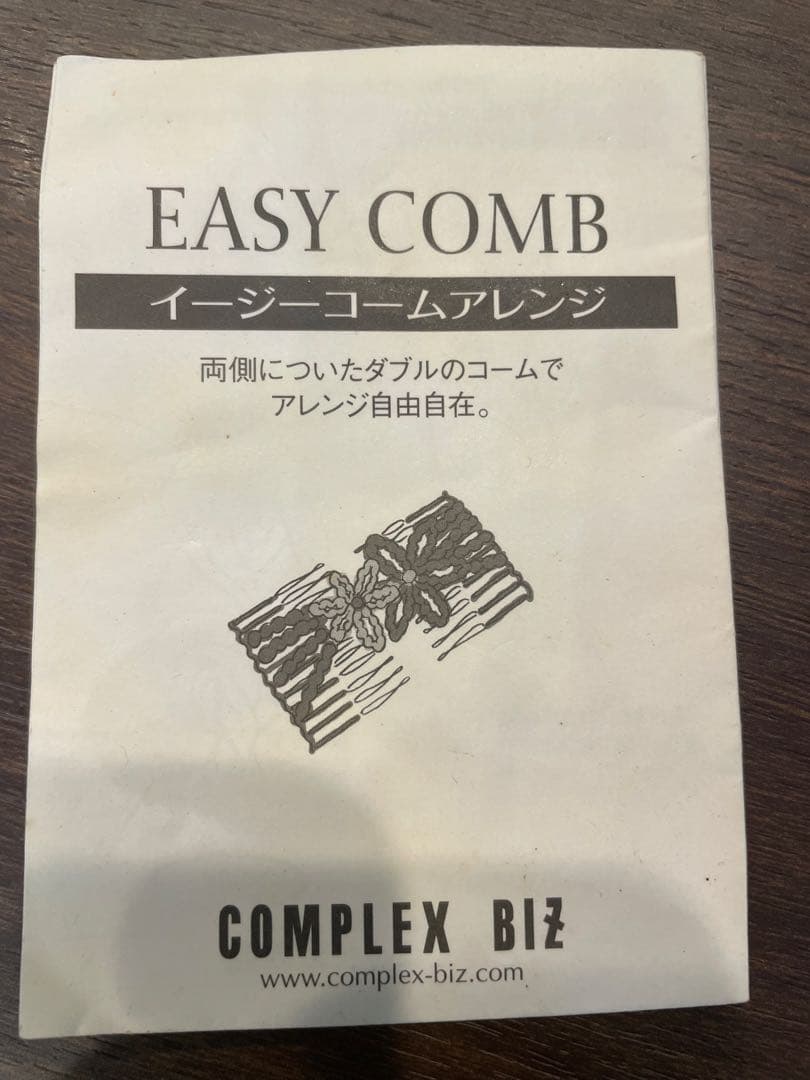 EASY COMB
イージーコームアレンジ
両側についたダブルのコームで
アレンジ自由自在。
COMPLEX BIZ
www.complex-biz.com